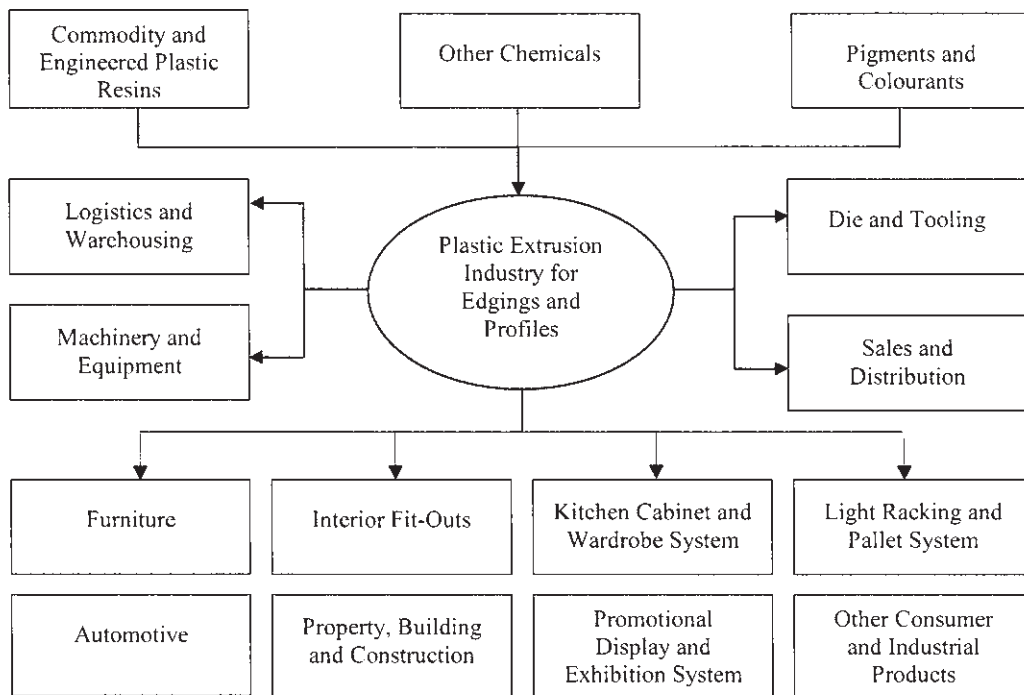 Commodity and
Engineered Plastic
Resins
Other Chemicals
Pigments and
Colourants
Logistics and
Warchousing
Plastic Extrusion
Industry for
Edgings and
Profiles
Die and Tooling
Machinery and
Equipment
Sales and
Distribution
Furniture
Interior Fit-Outs
Kitchen Cabinet and
Wardrobe System
Light Racking and
Pallet System
Automotive
Property, Building
and Construction
Promotional
Display and
Exhibition System
Other Consumer
and Industrial
Products